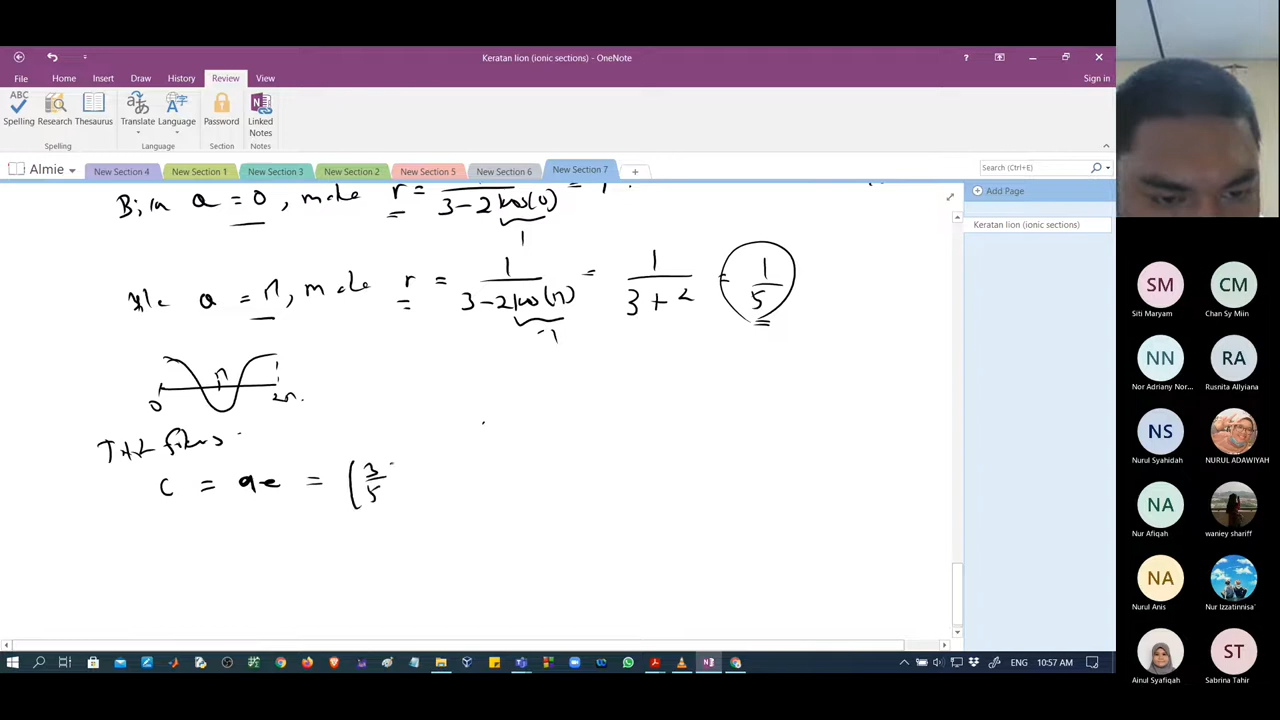 Keratan lion (ionic sections) - OneNote
?
Sign in
File Home Insert Draw History Review View
ABC
Spelling Research Thesaurus Translate Language Password Linked Notes
Spelling Language Section Notes
Almie New Section 4 New Section 1 New Section 3 New Section 2 New Section 5 New Section 6 New Section 7 +
Search (Ctrl+E)
Add Page
Keratan lion (ionic sections)
a = 0, r = 3 - 2 kos(0) = 1
1
a = π, r = 1 / 3 - 2 kos(π) = 1 / 3 + 2 = 1 / 5
-1
π
0 2π
Titik fokus
c = ae = ( 3 / 5
SM
Siti Maryam
CM
Chan Sy Miin
NN
Nor Adriany Nor...
RA
Rusnita Allyiana
NS
Nurul Syahidah
NURUL ADAWIYAH
NA
Nur Afiqah
waniey shariff
NA
Nurul Anis
Nur Izzatinnisa'
Ainul Syafiqah
ST
Sabrina Tahir
ENG 10:57 AM